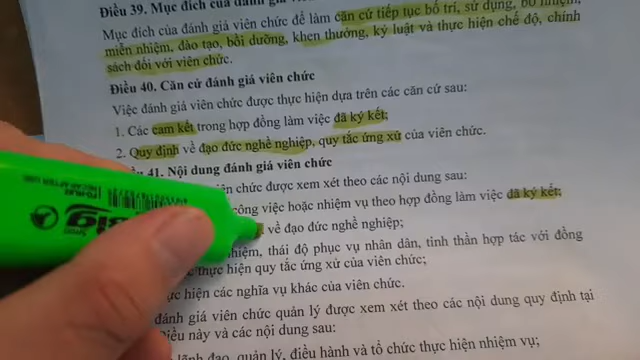 Điều 39. Mục đích của đánh giá viên chức
Mục đích của đánh giá viên chức để làm căn cứ tiếp tục bố trí, sử dụng, bổ nhiệm,
miễn nhiệm, đào tạo, bồi dưỡng, khen thưởng, kỷ luật và thực hiện chế độ, chính
sách đối với viên chức.
Điều 40. Căn cứ đánh giá viên chức
Việc đánh giá viên chức được thực hiện dựa trên các căn cứ sau:
1. Các cam kết trong hợp đồng làm việc đã ký kết;
2. Quy định về đạo đức nghề nghiệp, quy tắc ứng xử của viên chức.
41. Nội dung đánh giá viên chức
chức được xem xét theo các nội dung sau:
công việc hoặc nhiệm vụ theo hợp đồng làm việc đã ký kết;
về đạo đức nghề nghiệp;
thái độ phục vụ nhân dân, tinh thần hợp tác với đồng
thực hiện quy tắc ứng xử của viên chức;
hiện các nghĩa vụ khác của viên chức.
đánh giá viên chức quản lý được xem xét theo các nội dung quy định tại
Điều này và các nội dung sau:
lãnh đạo, quản lý, điều hành và tổ chức thực hiện nhiệm vụ;
Big